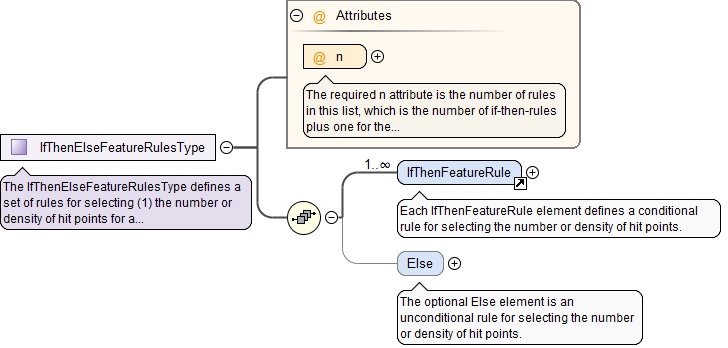 @ Attributes
@ n
The required n attribute is the number of rules
in this list, which is the number of if-then-rules
plus one for the...
IfThenElseFeatureRulesType
The IfThenElseFeatureRulesType defines a
set of rules for selecting (1) the number or
density of hit points for a...
1..∞
IfThenFeatureRule
Each IfThenFeatureRule element defines a conditional
rule for selecting the number or density of hit points.
Else
The optional Else element is an
unconditional rule for selecting the number
or density of hit points.